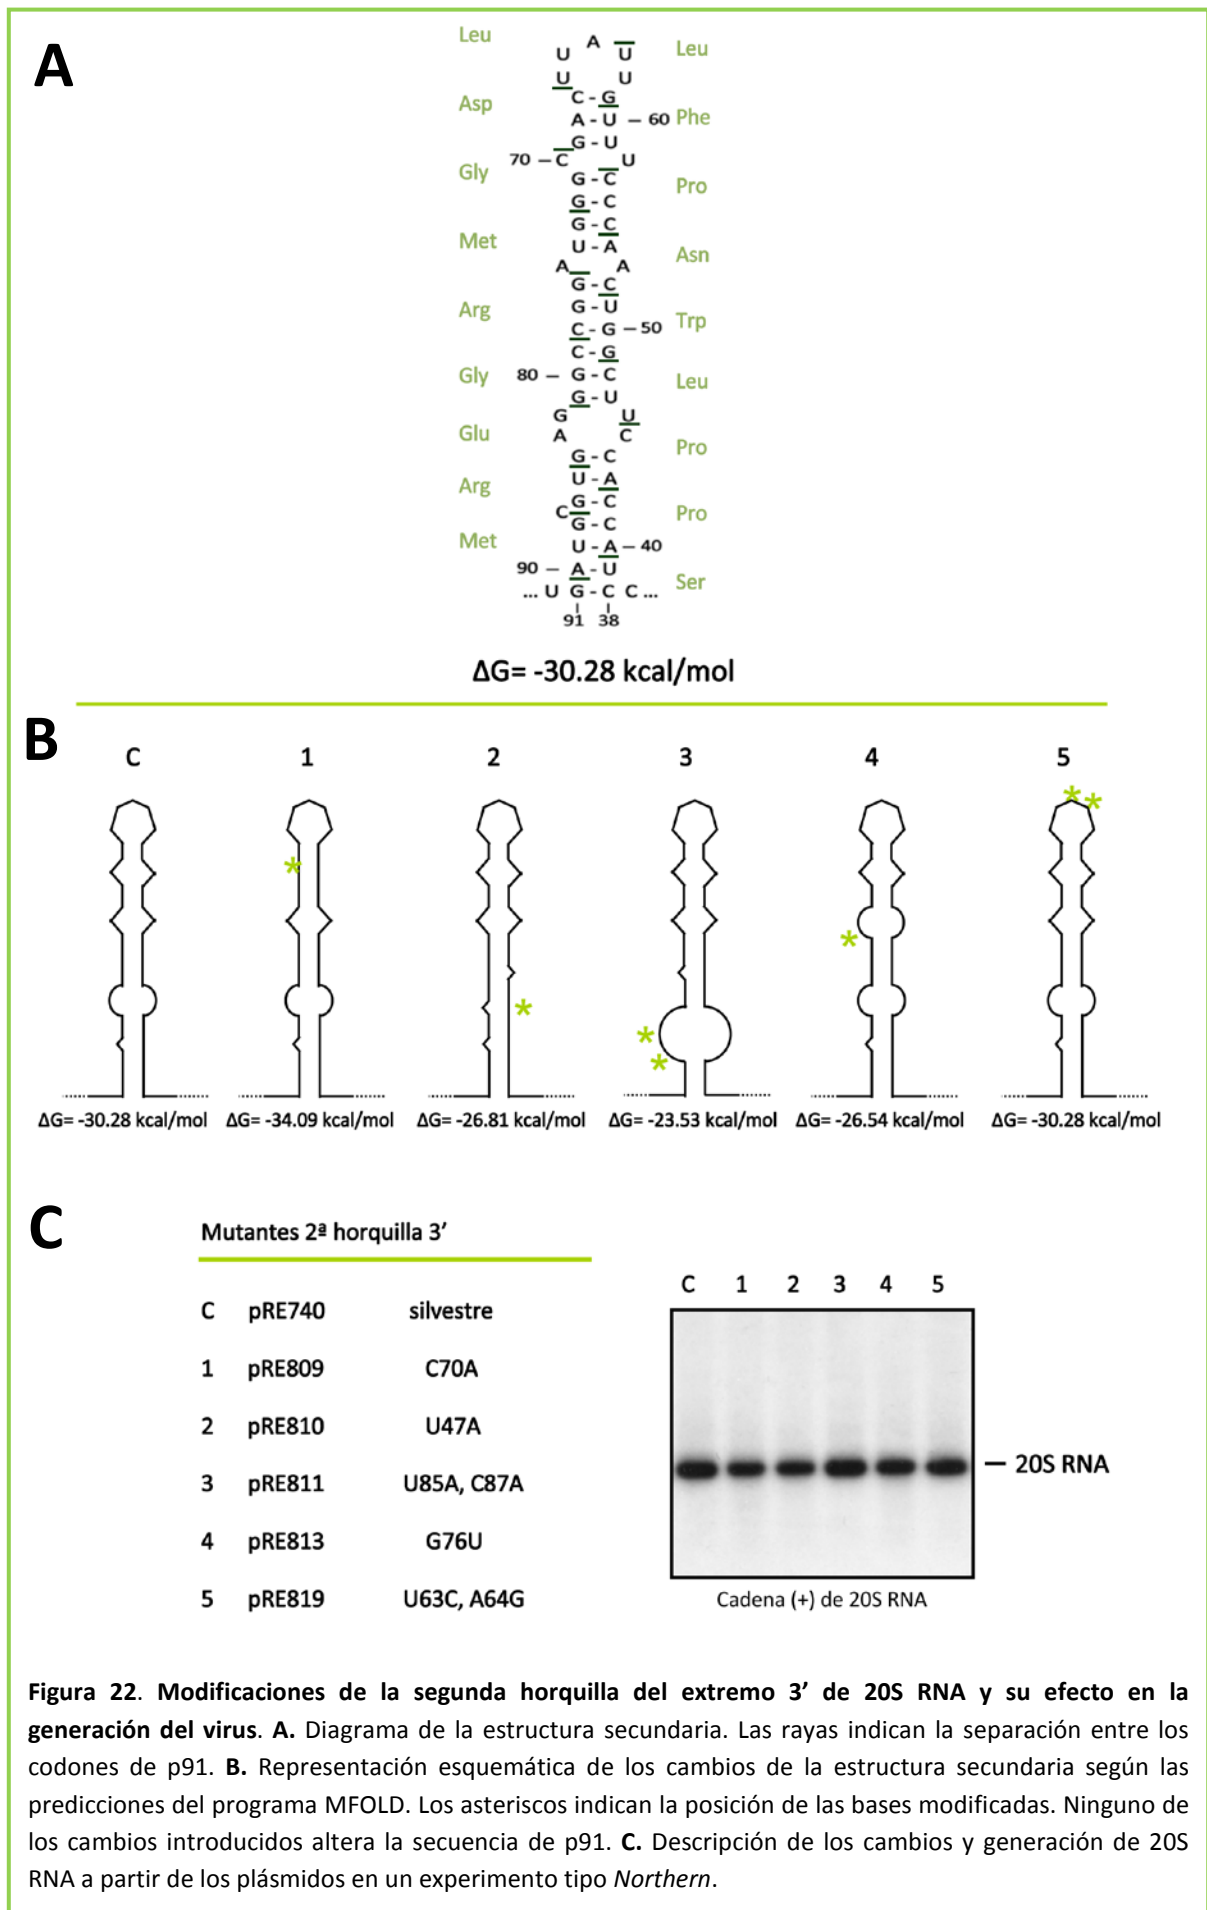 A
Leu A Leu
U U
U U
Asp C - G
A - U – 60 Phe
G - U
70 – C U
Gly G - C Pro
G - C
G - C
Met U - A Asn
A A
G - C
Arg G - U Trp
C - G – 50
C - G
Gly 80 – G - C Leu
G - U
G U
Glu A C Pro
G - C
U - A
Arg G - C Pro
C
G - C
Met U - A – 40
90 – A - U Ser
... U G - C C ...
91 38
ΔG= -30.28 kcal/mol
B
C 1 2 3 4 5
* * * * * * *
ΔG= -30.28 kcal/mol ΔG= -34.09 kcal/mol ΔG= -26.81 kcal/mol ΔG= -23.53 kcal/mol ΔG= -26.54 kcal/mol ΔG= -30.28 kcal/mol
C
Mutantes 2ª horquilla 3’
C pRE740 silvestre
1 pRE809 C70A
2 pRE810 U47A
3 pRE811 U85A, C87A
4 pRE813 G76U
5 pRE819 U63C, A64G
C 1 2 3 4 5
— 20S RNA
Cadena (+) de 20S RNA
Figura 22. Modificaciones de la segunda horquilla del extremo 3’ de 20S RNA y su efecto en la
generación del virus. A. Diagrama de la estructura secundaria. Las rayas indican la separación entre los
codones de p91. B. Representación esquemática de los cambios de la estructura secundaria según las
predicciones del programa MFOLD. Los asteriscos indican la posición de las bases modificadas. Ninguno de
los cambios introducidos altera la secuencia de p91. C. Descripción de los cambios y generación de 20S
RNA a partir de los plásmidos en un experimento tipo Northern.